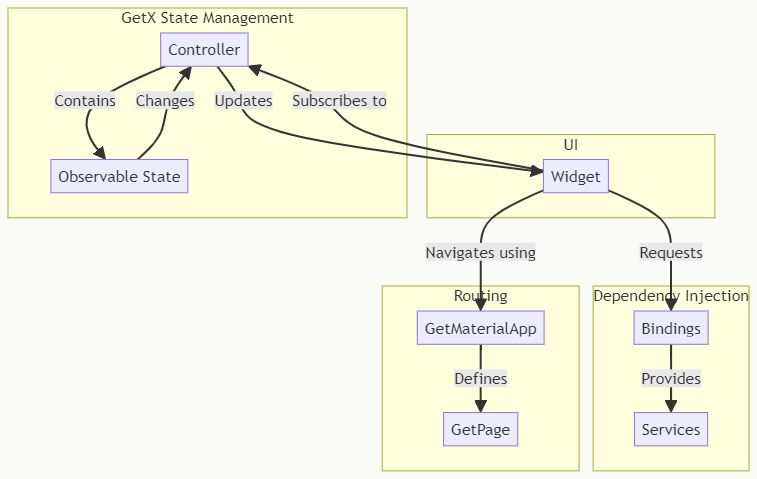 GetX State Management
Controller
Contains
Changes
Updates
Subscribes to
UI
Observable State
Widget
Navigates using
Requests
Routing
Dependency Injection
GetMaterialApp
Bindings
Defines
Provides
GetPage
Services